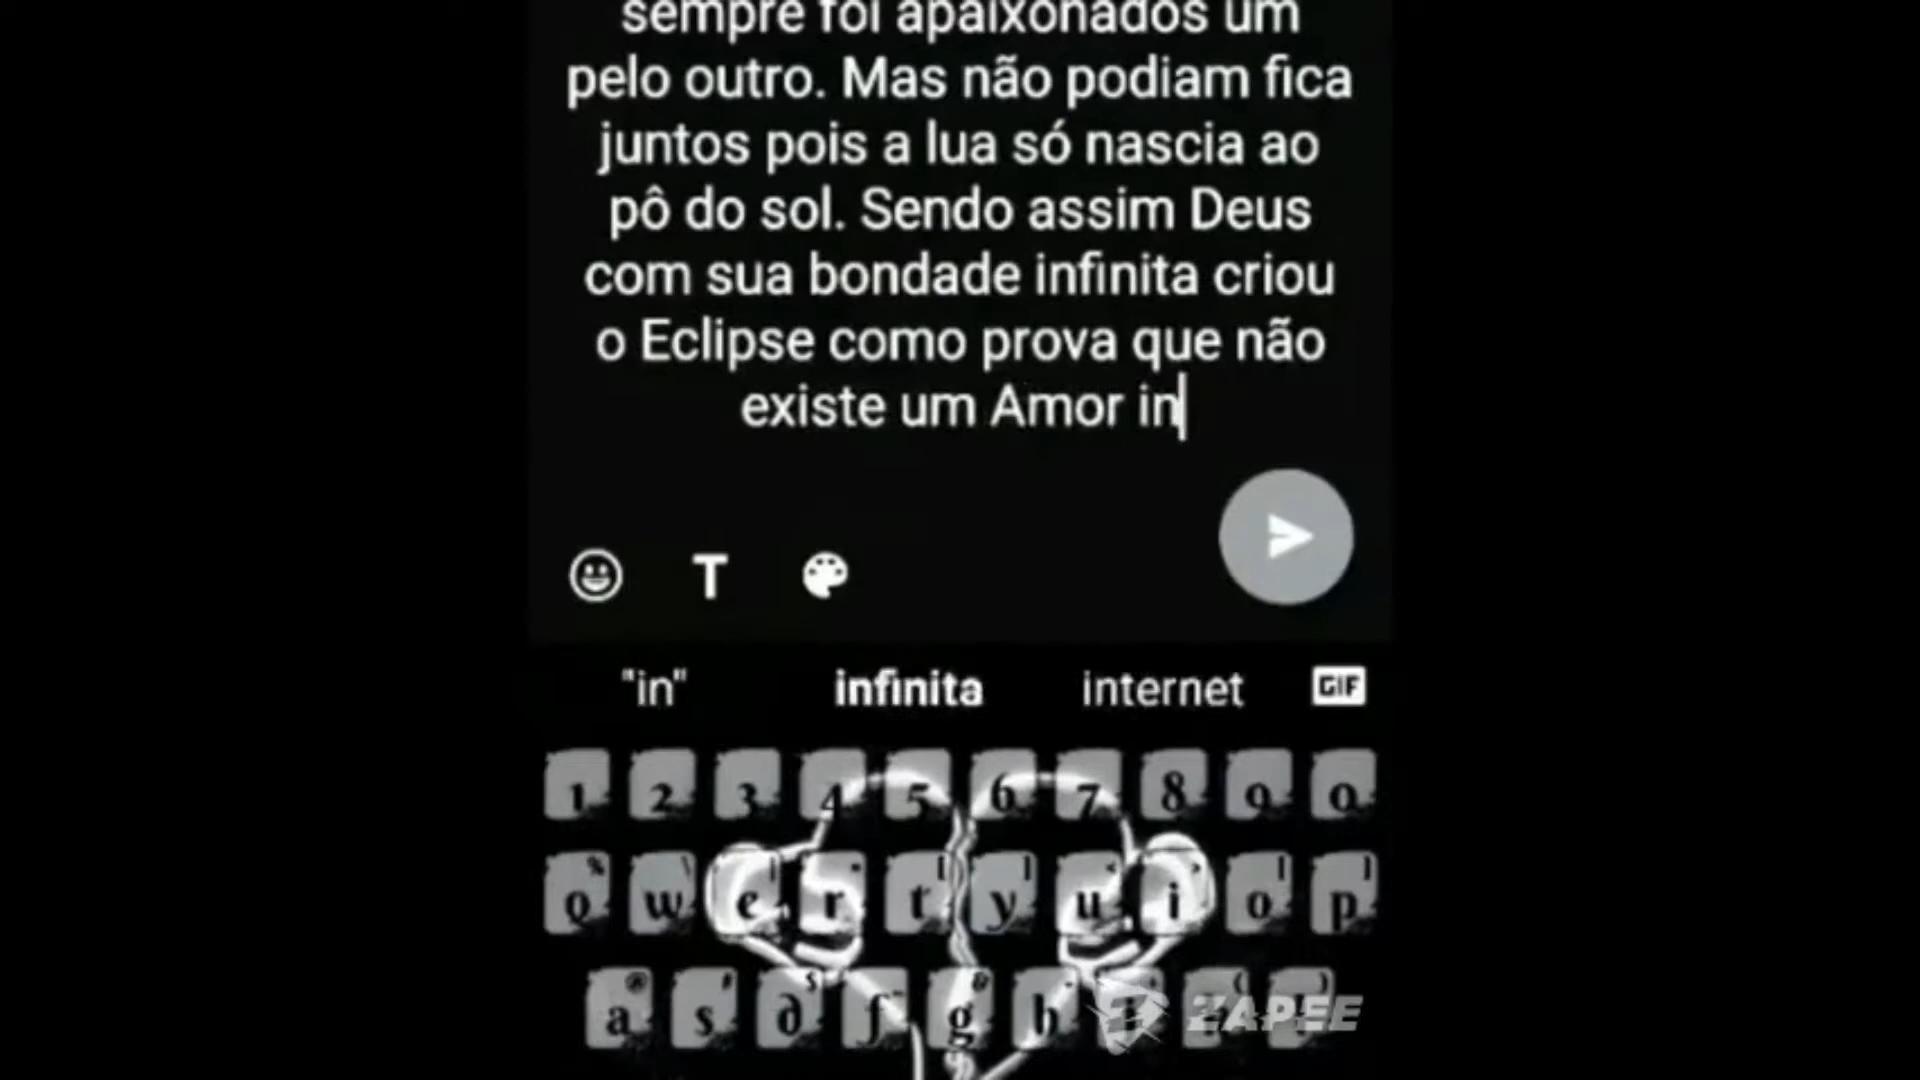 sempre foi apaixonados um
pelo outro. Mas não podiam fica
juntos pois a lua só nascia ao
pô do sol. Sendo assim Deus
com sua bondade infinita criou
o Eclipse como prova que não
existe um Amor in
T
"in" infinita internet GIF
1 2 3 4 5 6 7 8 9 0
q w e r t y u i o p
a s d f g h
ZAPEE